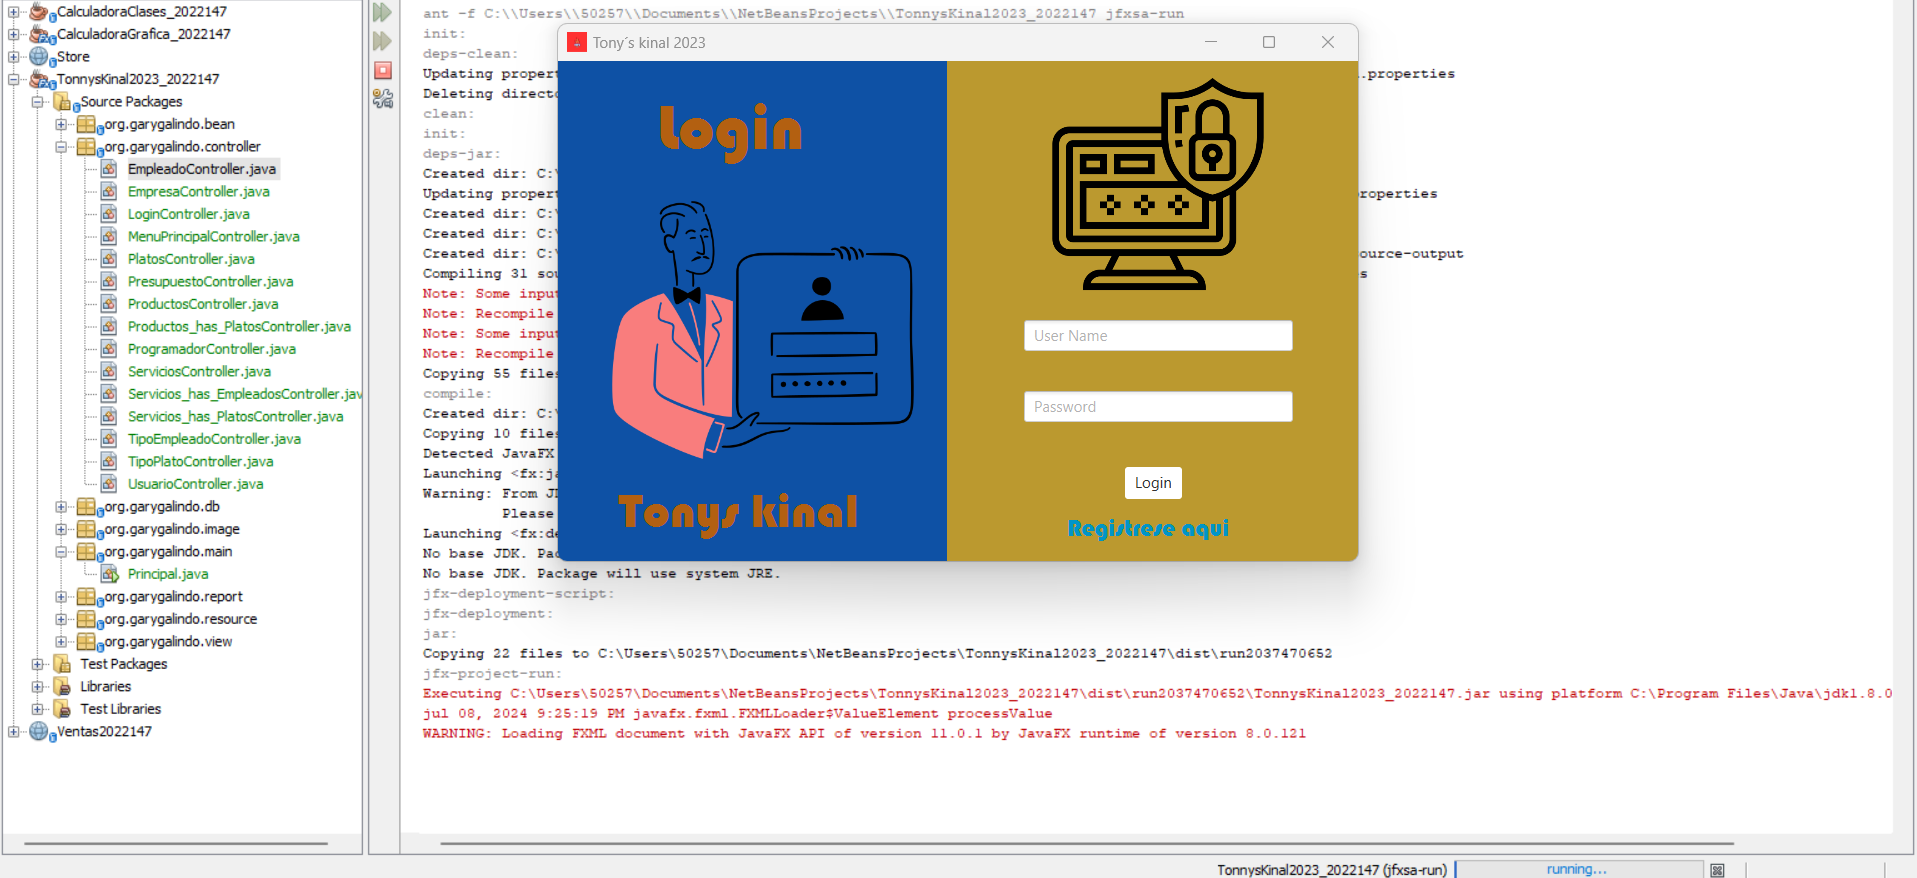 CalculadoraClases_2022147
CalculadoraGrafica_2022147
Store
TonnysKinal2023_2022147
Source Packages
org.garygalindo.bean
org.garygalindo.controller
EmpleadoController.java
EmpresaController.java
LoginController.java
MenuPrincipalController.java
PlatosController.java
PresupuestoController.java
ProductosController.java
Productos_has_PlatosController.java
ProgramadorController.java
ServiciosController.java
Servicios_has_EmpleadosController.jav
Servicios_has_PlatosController.java
TipoEmpleadoController.java
TipoPlatoController.java
UsuarioController.java
org.garygalindo.db
org.garygalindo.image
org.garygalindo.main
Principal.java
org.garygalindo.report
org.garygalindo.resource
org.garygalindo.view
Test Packages
Libraries
Test Libraries
Ventas2022147
ant -f C:\\Users\\50257\\Documents\\NetBeansProjects\\TonnysKinal2023_2022147 jfxsa-run
init:
deps-clean:
Updating propert .properties
Deleting directo
clean:
init:
deps-jar:
Created dir: C:\
Updating propert roperties
Created dir: C:\
Created dir: C:\
Created dir: C:\ ource-output
Compiling 31 sou s
Note: Some input
Note: Recompile
Note: Some input
Note: Recompile
Copying 55 files
compile:
Created dir: C:\
Copying 10 files
Detected JavaFX
Launching <fx:ja
Warning: From JD
Please
Launching <fx:de
No base JDK. Pac
No base JDK. Package will use system JRE.
jfx-deployment-script:
jfx-deployment:
jar:
Copying 22 files to C:\Users\50257\Documents\NetBeansProjects\TonnysKinal2023_2022147\dist\run2037470652
jfx-project-run:
Executing C:\Users\50257\Documents\NetBeansProjects\TonnysKinal2023_2022147\dist\run2037470652\TonnysKinal2023_2022147.jar using platform C:\Program Files\Java\jdk1.8.0
jul 08, 2024 9:25:19 PM javafx.fxml.FXMLLoader$ValueElement processValue
WARNING: Loading FXML document with JavaFX API of version 11.0.1 by JavaFX runtime of version 8.0.121
Tony´s kinal 2023
Login
Tonys kinal
User Name
Password
Login
Registrese aqui
TonnysKinal2023_2022147 (jfxsa-run)
running...